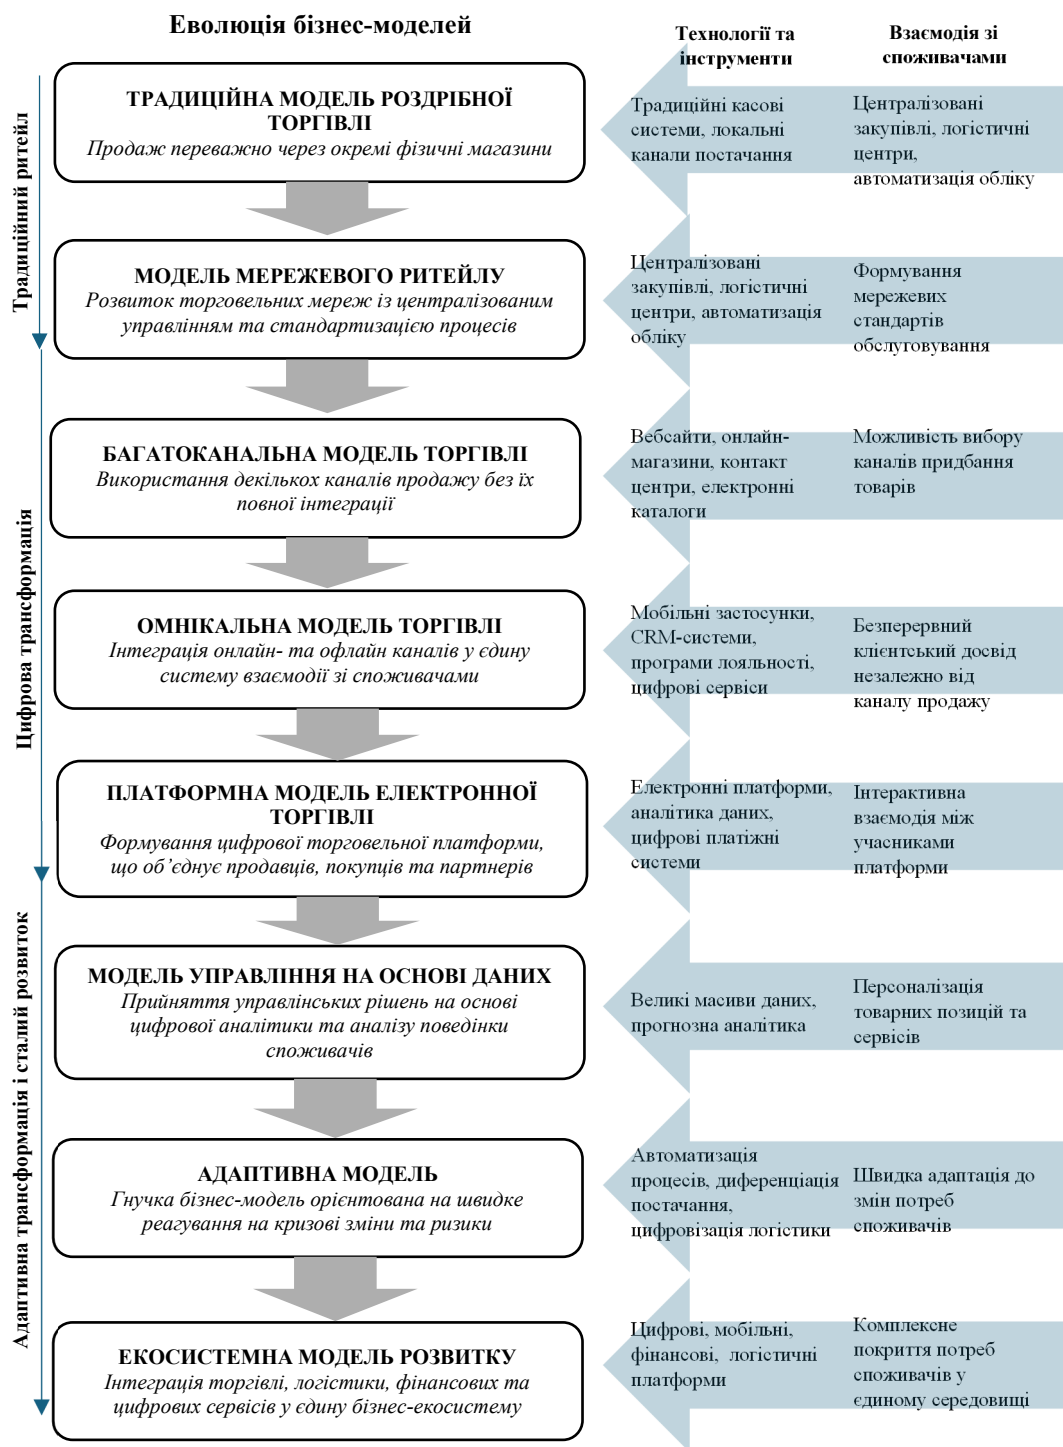 Еволюція бізнес-моделей
Технології та
інструменти
Взаємодія зі
споживачами
Традиційний ритейл
ТРАДИЦІЙНА МОДЕЛЬ РОЗДРІБНОЇ
ТОРГІВЛІ
Продаж переважно через окремі фізичні магазини
Традиційні касові
системи, локальні
канали постачання
Централізовані
закупівлі, логістичні
центри,
автоматизація обліку
МОДЕЛЬ МЕРЕЖЕВОГО РИТЕЙЛУ
Розвиток торговельних мереж із централізованим
управлінням та стандартизацією процесів
Централізовані
закупівлі, логістичні
центри, автоматизація
обліку
Формування
мережевих
стандартів
обслуговування
Цифрова трансформація
БАГАТОКАНАЛЬНА МОДЕЛЬ ТОРГІВЛІ
Використання декількох каналів продажу без їх
повної інтеграції
Вебсайти, онлайн-
магазини, контакт
центри, електронні
каталоги
Можливість вибору
каналів придбання
товарів
ОМНІКАЛЬНА МОДЕЛЬ ТОРГІВЛІ
Інтеграція онлайн- та офлайн каналів у єдину
систему взаємодії зі споживачами
Мобільні застосунки,
CRM-системи,
програми лояльності,
цифрові сервіси
Безперервний
клієнтський досвід
незалежно від
каналу продажу
ПЛАТФОРМНА МОДЕЛЬ ЕЛЕКТРОННОЇ
ТОРГІВЛІ
Формування цифрової торговельної платформи,
що об’єднує продавців, покупців та партнерів
Електронні платформи,
аналітика даних,
цифрові платіжні
системи
Інтерактивна
взаємодія між
учасниками
платформи
Адаптивна трансформація і сталий розвиток
МОДЕЛЬ УПРАВЛІННЯ НА ОСНОВІ ДАНИХ
Прийняття управлінських рішень на основі
цифрової аналітики та аналізу поведінки
споживачів
Великі масиви даних,
прогнозна аналітика
Персоналізація
товарних позицій та
сервісів
АДАПТИВНА МОДЕЛЬ
Гнучка бізнес-модель орієнтована на швидке
реагування на кризові зміни та ризики
Автоматизація
процесів, диференціація
постачання,
цифровізація логістики
Швидка адаптація до
змін потреб
споживачів
ЕКОСИСТЕМНА МОДЕЛЬ РОЗВИТКУ
Інтеграція торгівлі, логістики, фінансових та
цифрових сервісів у єдину бізнес-екосистему
Цифрові, мобільні,
фінансові, логістичні
платформи
Комплексне
покриття потреб
споживачів у
єдиному середовищі